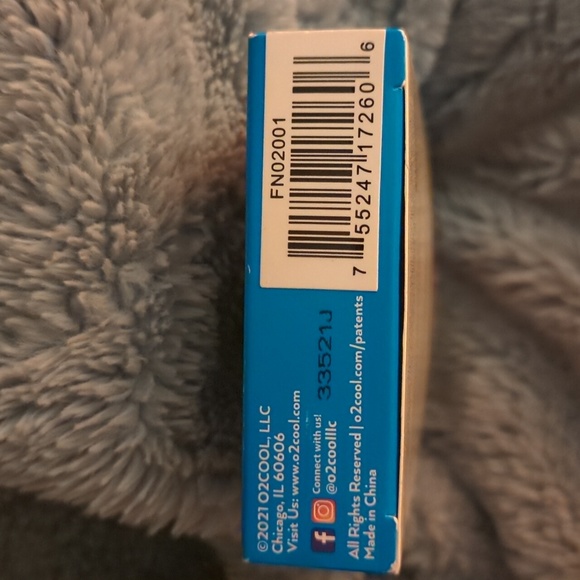 FN02001
7 55247 17260 6
33521J
©2021 O2COOL, LLC
Chicago, IL 60606
Visit Us: www.o2cool.com
Connect with us!
@o2coolllc
All Rights Reserved | o2cool.com/patents
Made in China